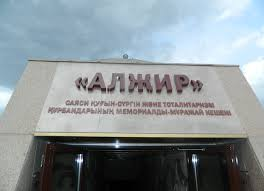 «АЛЖИР»
САЯСИ ҚУҒЫН-СҮРГІН ЖӘНЕ ТОТАЛИТАРИЗМ
ҚҰРБАНДАРЫНЫҢ МЕМОРИАЛДЫ-МҰРАЖАЙ КЕШЕНІ